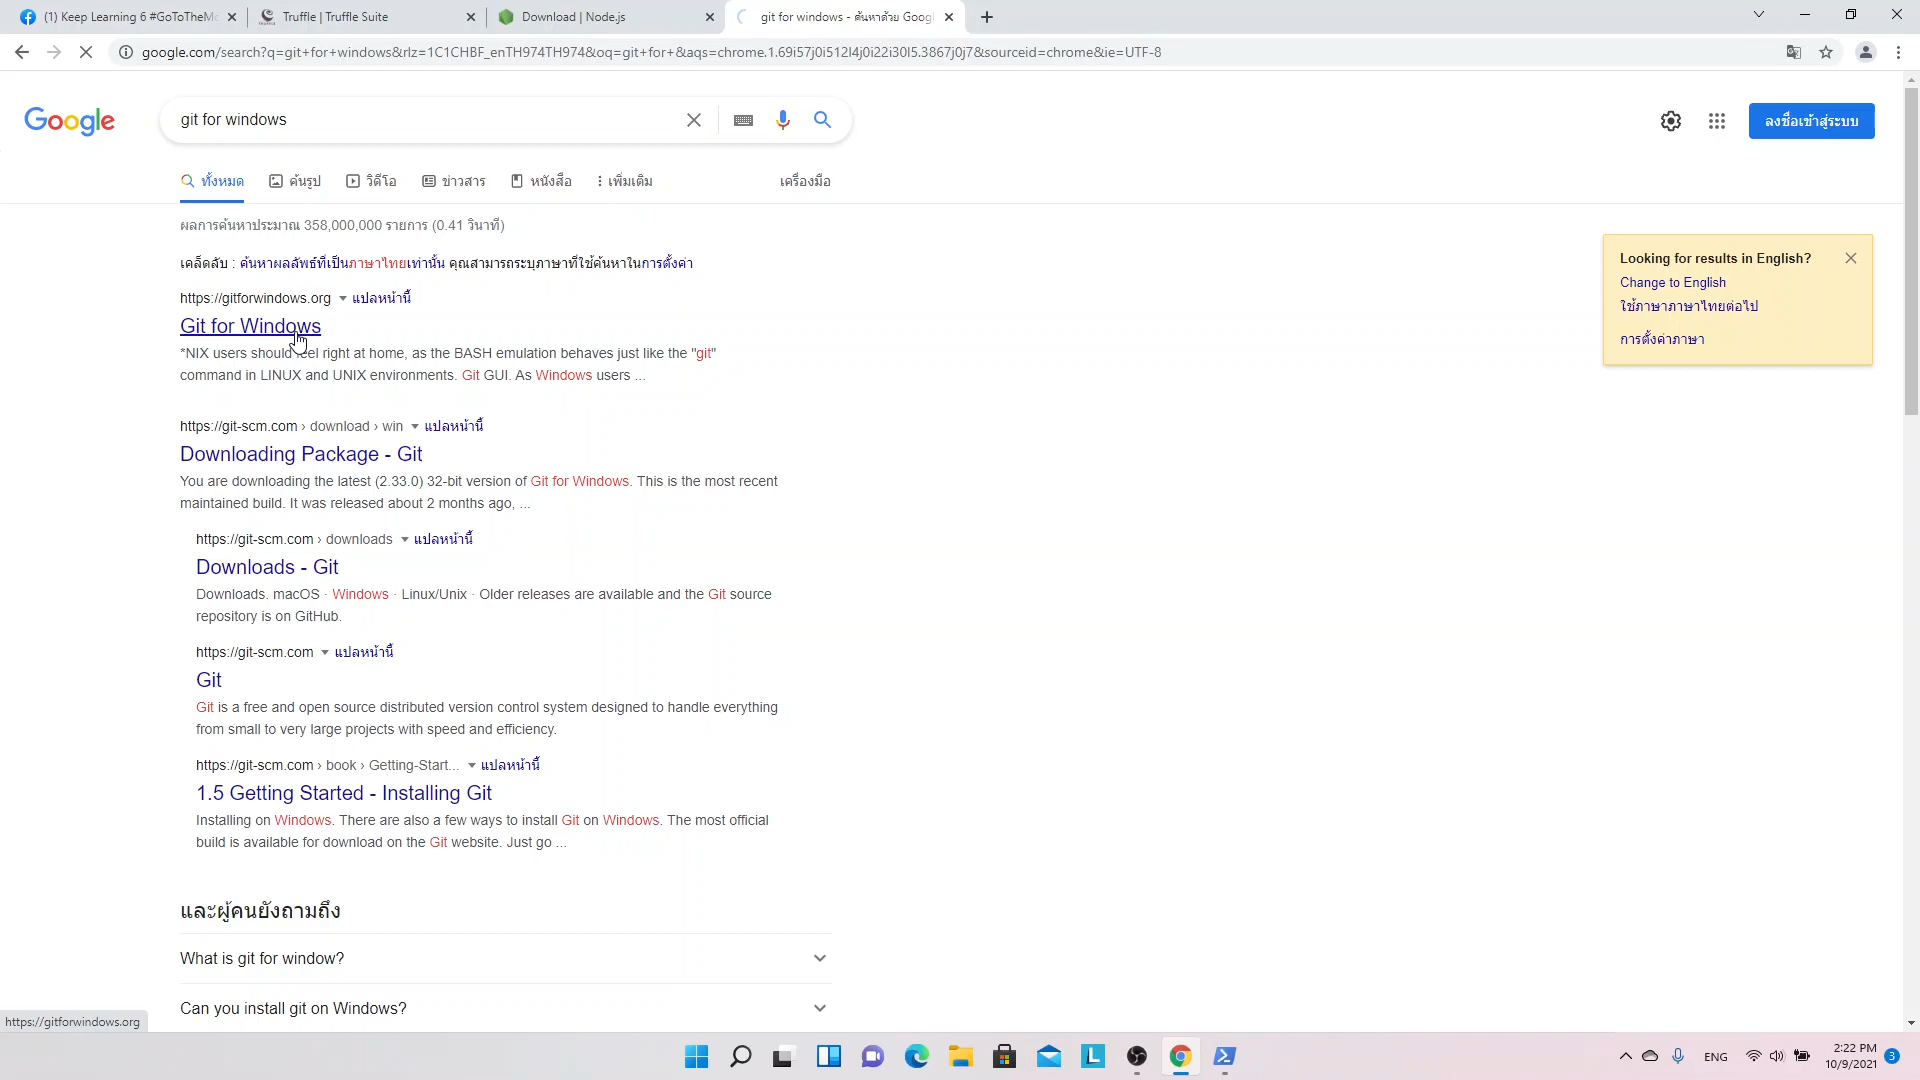 (1) Keep Learning 6 #GoToTheMo
Truffle | Truffle Suite
Download | Node.js
git for windows - ค้นหาด้วย Googl
google.com/search?q=git+for+windows&rlz=1C1CHBF_enTH974TH974&oq=git+for+&aqs=chrome.1.69i57j0i512l4j0i22i30l5.3867j0j7&sourceid=chrome&ie=UTF-8
Google
git for windows
ลงชื่อเข้าสู่ระบบ
ทั้งหมด
ค้นรูป
วิดีโอ
ข่าวสาร
หนังสือ
เพิ่มเติม
เครื่องมือ
ผลการค้นหาประมาณ 358,000,000 รายการ (0.41 วินาที)
เคล็ดลับ : ค้นหาผลลัพธ์ที่เป็นภาษาไทยเท่านั้น คุณสามารถระบุภาษาที่ใช้ค้นหาในการตั้งค่า
Looking for results in English?
Change to English
ใช้ภาษาภาษาไทยต่อไป
การตั้งค่าภาษา
https://gitforwindows.org แปลหน้านี้
Git for Windows
*NIX users should feel right at home, as the BASH emulation behaves just like the "git"
command in LINUX and UNIX environments. Git GUI. As Windows users ...
https://git-scm.com › download › win แปลหน้านี้
Downloading Package - Git
You are downloading the latest (2.33.0) 32-bit version of Git for Windows. This is the most recent
maintained build. It was released about 2 months ago, ...
https://git-scm.com › downloads แปลหน้านี้
Downloads - Git
Downloads. macOS · Windows · Linux/Unix · Older releases are available and the Git source
repository is on GitHub.
https://git-scm.com แปลหน้านี้
Git
Git is a free and open source distributed version control system designed to handle everything
from small to very large projects with speed and efficiency.
https://git-scm.com › book › Getting-Start... แปลหน้านี้
1.5 Getting Started - Installing Git
Installing on Windows. There are also a few ways to install Git on Windows. The most official
build is available for download on the Git website. Just go ...
และผู้คนยังถามถึง
What is git for window?
Can you install git on Windows?
https://gitforwindows.org
ENG
2:22 PM
10/9/2021
3